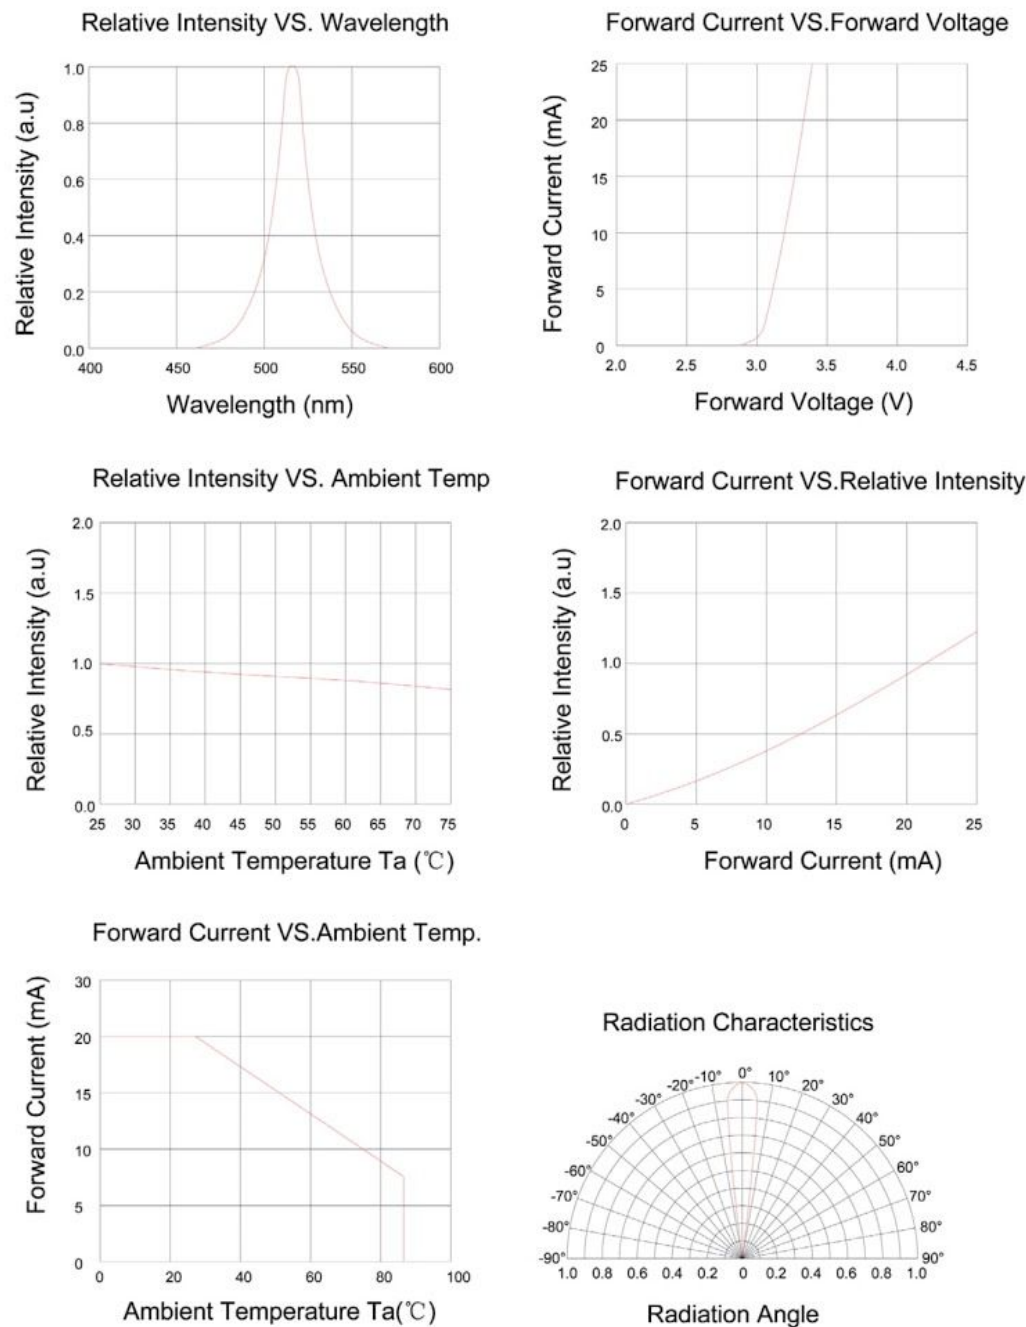 Relative Intensity VS. Wavelength
Relative Intensity (a.u)
1.0
0.8
0.6
0.4
0.2
0.0
400 450 500 550 600
Wavelength (nm)
Forward Current VS.Forward Voltage
Forward Current (mA)
25
20
15
10
5
0
2.0 2.5 3.0 3.5 4.0 4.5
Forward Voltage (V)
Relative Intensity VS. Ambient Temp
Relative Intensity (a.u)
2.0
1.5
1.0
0.5
0.0
25 30 35 40 45 50 55 60 65 70 75
Ambient Temperature Ta (℃)
Forward Current VS.Relative Intensity
Relative Intensity (a.u)
2.0
1.5
1.0
0.5
0.0
0 5 10 15 20 25
Forward Current (mA)
Forward Current VS.Ambient Temp.
Forward Current (mA)
30
20
15
10
5
0
0 20 40 60 80 100
Ambient Temperature Ta(℃)
Radiation Characteristics
-90° -80° -70° -60° -50° -40° -30° -20° -10° 0° 10° 20° 30° 40° 50° 60° 70° 80° 90°
1.0 0.8 0.6 0.4 0.2 0 0.2 0.4 0.6 0.8 1.0
Radiation Angle